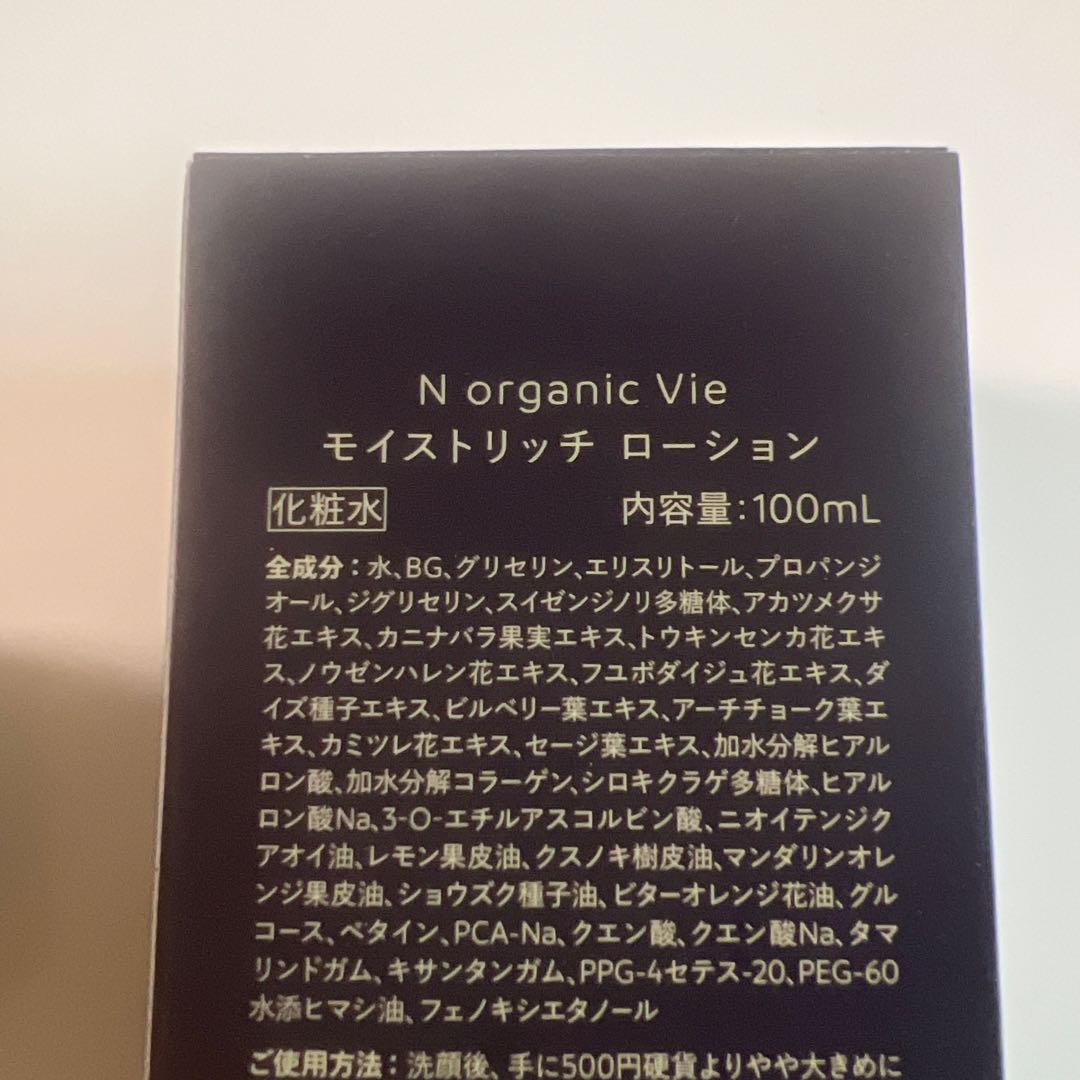 N organic Vie
モイストリッチ ローション
化粧水 内容量:100mL
全成分:水、BG、グリセリン、エリスリトール、プロパンジ
オール、ジグリセリン、スイゼンジノリ多糖体、アカツメクサ
花エキス、カニナバラ果実エキス、トウキンセンカ花エキ
ス、ノウゼンハレン花エキス、フユボダイジュ花エキス、ダ
イズ種子エキス、ビルベリー葉エキス、アーチチョーク葉エ
キス、カミツレ花エキス、セージ葉エキス、加水分解ヒアル
ロン酸、加水分解コラーゲン、シロキクラゲ多糖体、ヒアル
ロン酸Na、3-O-エチルアスコルビン酸、ニオイテンジク
アオイ油、レモン果皮油、クスノキ樹皮油、マンダリンオレ
ンジ果皮油、ショウズク種子油、ビターオレンジ花油、グル
コース、ベタイン、PCA-Na、クエン酸、クエン酸Na、タマ
リンドガム、キサンタンガム、PPG-4セテス-20、PEG-60
水添ヒマシ油、フェノキシエタノール
ご使用方法:洗顔後、手に500円硬貨よりやや大きめに